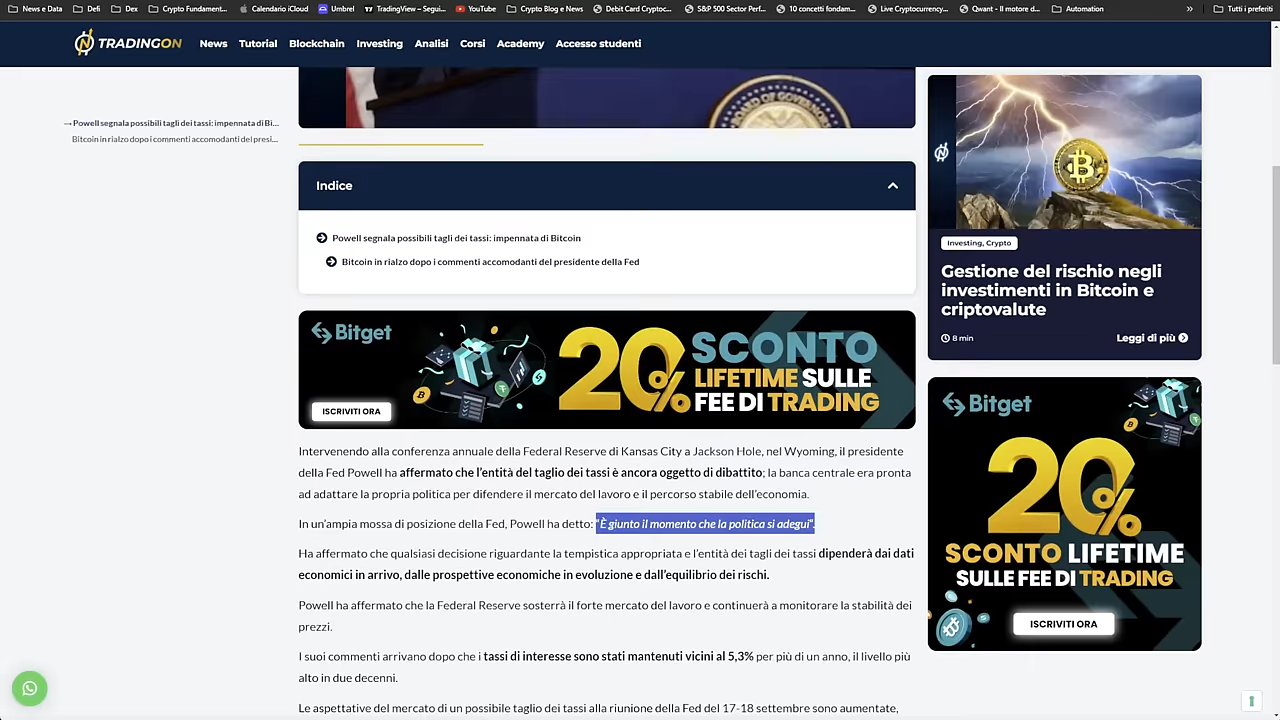 News e Data
Defi
Dex
Crypto Fundament...
Calendario iCloud
Umbrel
TradingView – Segui...
YouTube
Crypto Blog e News
Debit Card Cryptoc...
S&P 500 Sector Perf...
10 concetti fondam...
Live Cryptocurrency...
Qwant - Il motore d...
Automation
»
Tutti i preferiti
TRADINGON
News
Tutorial
Blockchain
Investing
Analisi
Corsi
Academy
Accesso studenti
→ Powell segnala possibili tagli dei tassi: impennata di Bi...
Bitcoin in rialzo dopo i commenti accomodanti del presi...
BOARD OF GOVER
Indice
Powell segnala possibili tagli dei tassi: impennata di Bitcoin
Bitcoin in rialzo dopo i commenti accomodanti del presidente della Fed
Bitget
ISCRIVITI ORA
20%
SCONTO
LIFETIME SULLE
FEE DI TRADING
Intervenendo alla conferenza annuale della Federal Reserve di Kansas City a Jackson Hole, nel Wyoming, il presidente
della Fed Powell ha affermato che l'entità del taglio dei tassi è ancora oggetto di dibattito; la banca centrale era pronta
ad adattare la propria politica per difendere il mercato del lavoro e il percorso stabile dell'economia.
In un'ampia mossa di posizione della Fed, Powell ha detto: "È giunto il momento che la politica si adegui".
Ha affermato che qualsiasi decisione riguardante la tempistica appropriata e l'entità dei tagli dei tassi dipenderà dai dati
economici in arrivo, dalle prospettive economiche in evoluzione e dall'equilibrio dei rischi.
Powell ha affermato che la Federal Reserve sosterrà il forte mercato del lavoro e continuerà a monitorare la stabilità dei
prezzi.
I suoi commenti arrivano dopo che i tassi di interesse sono stati mantenuti vicini al 5,3% per più di un anno, il livello più
alto in due decenni.
Le aspettative del mercato di un possibile taglio dei tassi alla riunione della Fed del 17-18 settembre sono aumentate,
Investing, Crypto
Gestione del rischio negli
investimenti in Bitcoin e
criptovalute
8 min
Leggi di più
Bitget
20%
SCONTO LIFETIME
SULLE FEE DI TRADING
ISCRIVITI ORA